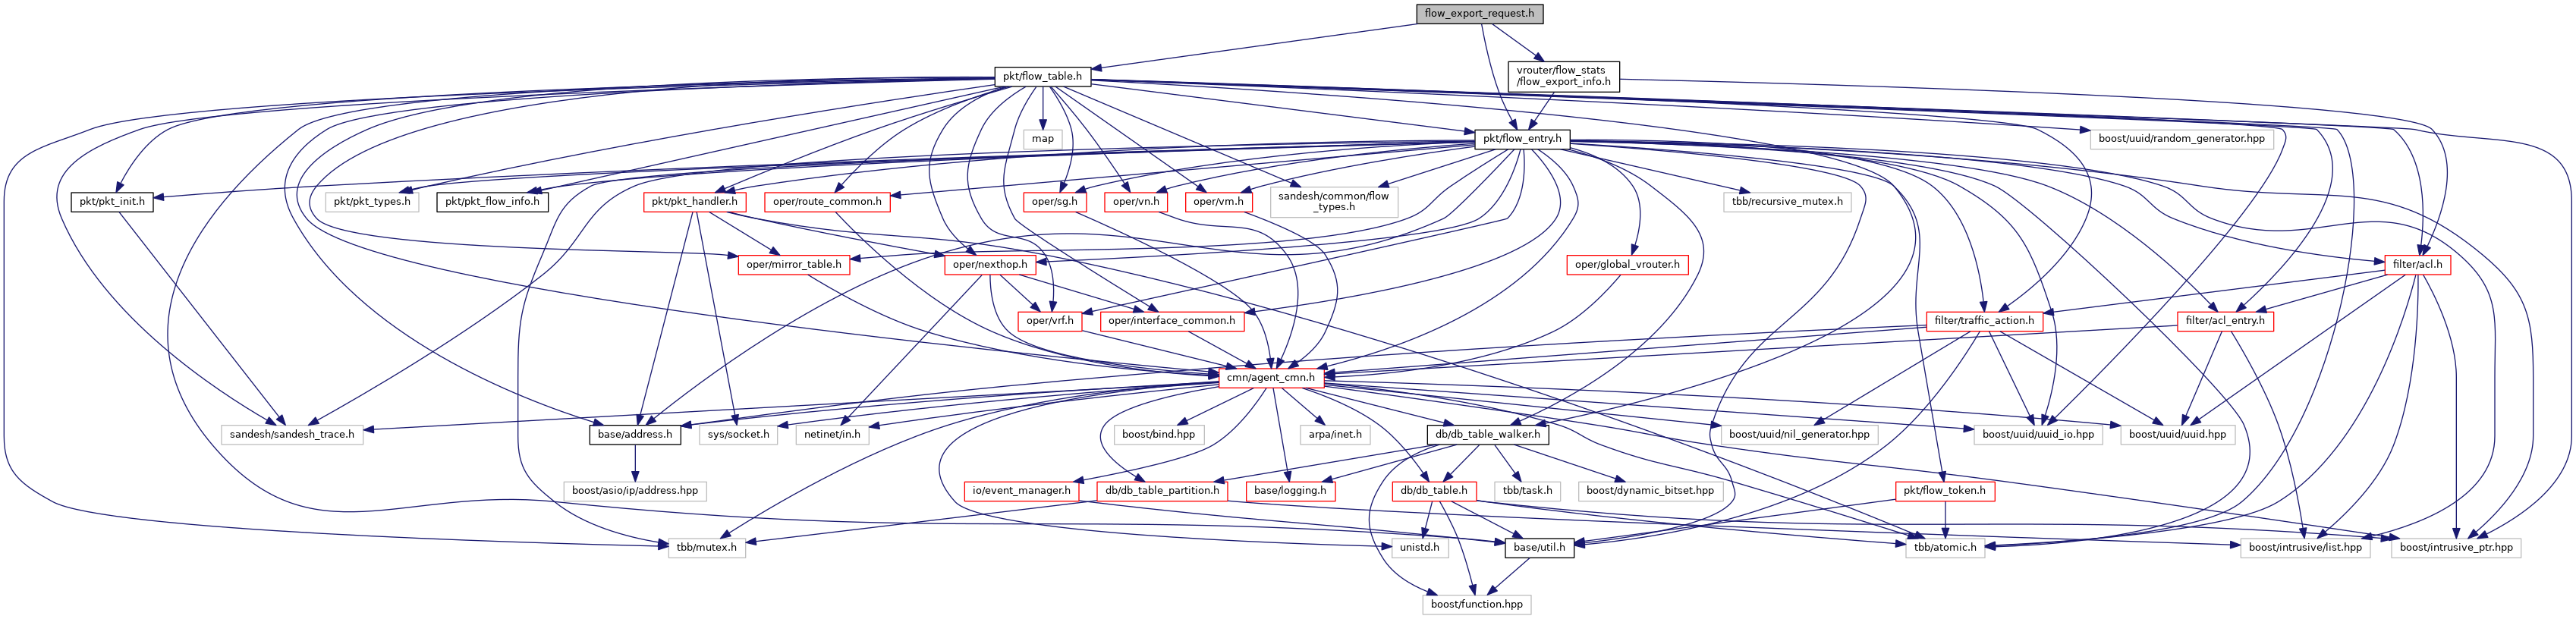 flow_export_request.h
pkt/flow_table.h
vrouter/flow_stats
/flow_export_info.h
map
pkt/flow_entry.h
boost/uuid/random_generator.hpp
pkt/pkt_init.h
pkt/pkt_types.h
pkt/pkt_flow_info.h
pkt/pkt_handler.h
oper/route_common.h
oper/sg.h
oper/vn.h
oper/vm.h
sandesh/common/flow
_types.h
tbb/recursive_mutex.h
oper/mirror_table.h
oper/nexthop.h
oper/global_vrouter.h
filter/acl.h
oper/vrf.h
oper/interface_common.h
filter/traffic_action.h
filter/acl_entry.h
cmn/agent_cmn.h
sandesh/sandesh_trace.h
base/address.h
sys/socket.h
netinet/in.h
boost/bind.hpp
arpa/inet.h
db/db_table_walker.h
boost/uuid/nil_generator.hpp
boost/uuid/uuid_io.hpp
boost/uuid/uuid.hpp
boost/asio/ip/address.hpp
io/event_manager.h
db/db_table_partition.h
base/logging.h
db/db_table.h
tbb/task.h
boost/dynamic_bitset.hpp
pkt/flow_token.h
tbb/mutex.h
unistd.h
base/util.h
tbb/atomic.h
boost/intrusive/list.hpp
boost/intrusive_ptr.hpp
boost/function.hpp